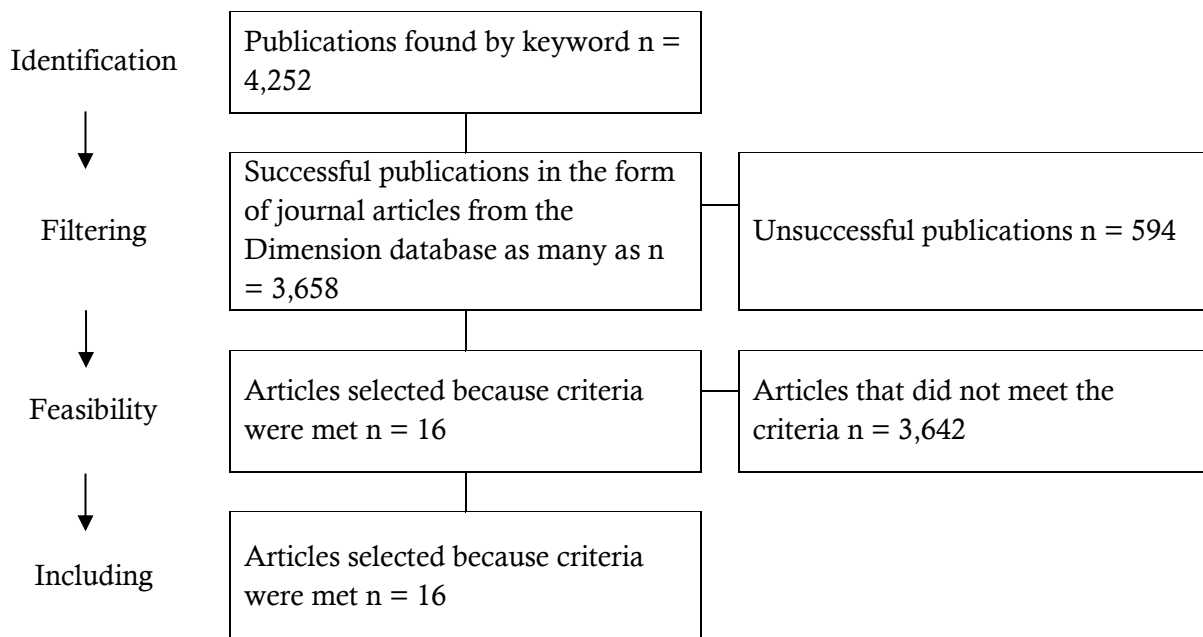 Identification
Publications found by keyword n =
4,252
Filtering
Successful publications in the form
of journal articles from the
Dimension database as many as n
= 3,658
Unsuccessful publications n = 594
Feasibility
Articles selected because criteria
were met n = 16
Articles that did not meet the
criteria n = 3,642
Including
Articles selected because criteria
were met n = 16